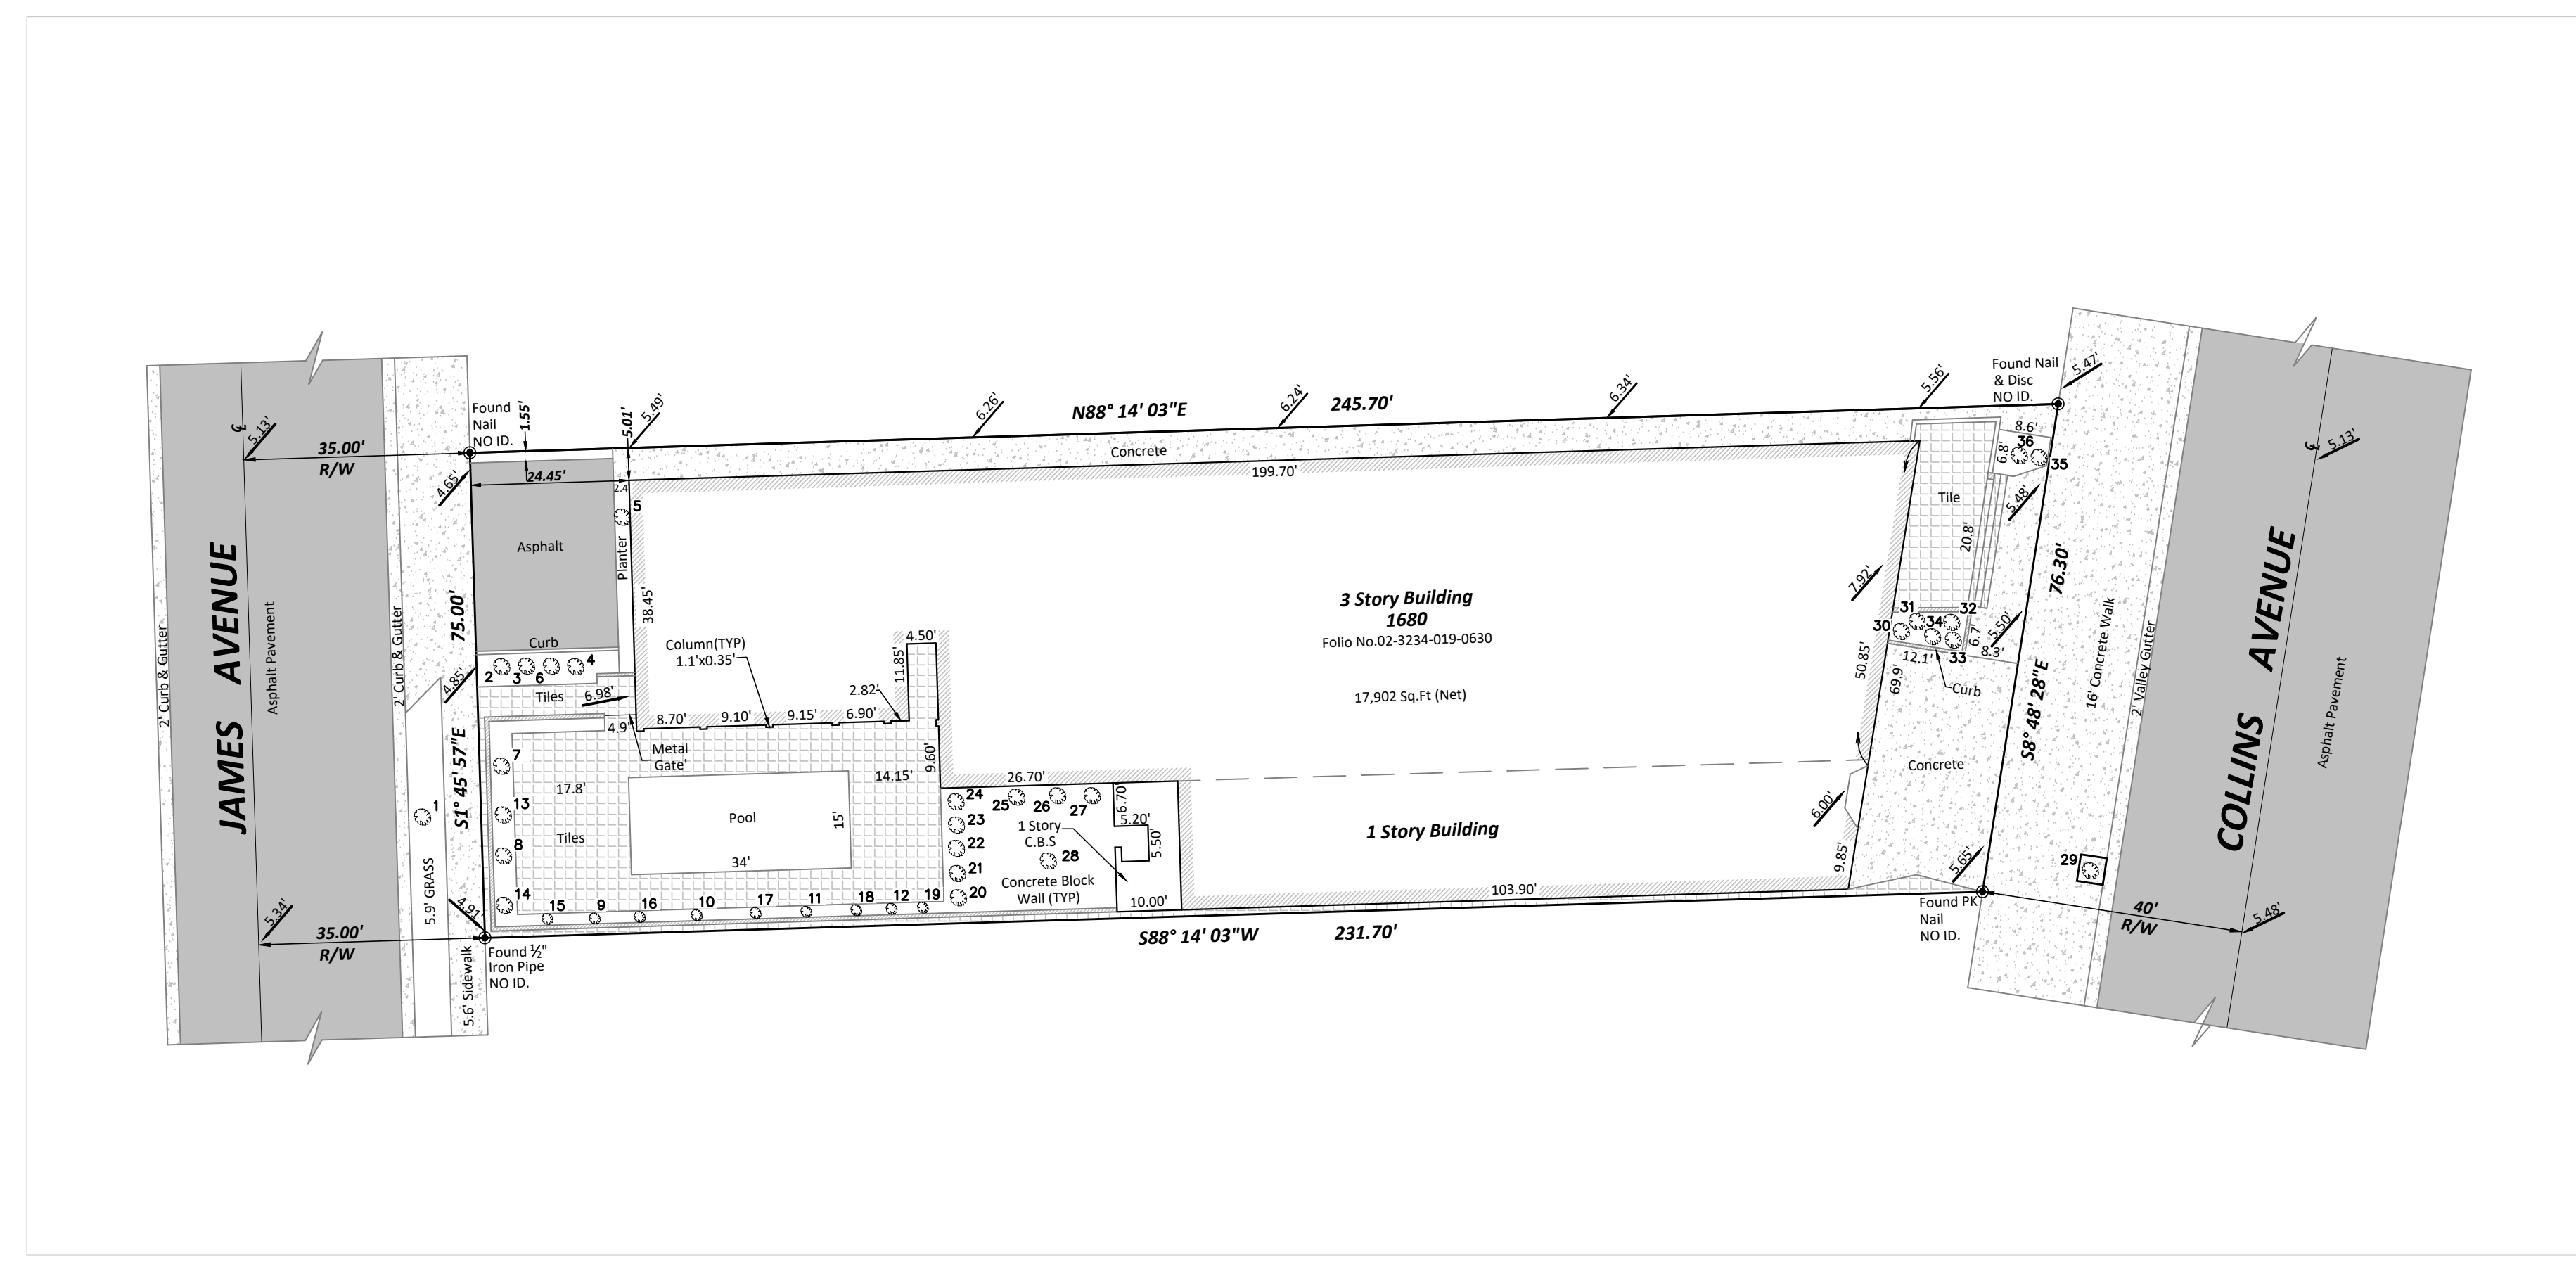 JAMES AVENUE
2' Curb & Gutter
Asphalt Pavement
2' Curb & Gutter
5.13'
35.00'
R/W
5.34'
35.00'
R/W
5.9' GRASS
5.6' Sidewalk
1
4.65'
4.85'
4.91'
75.00'
S1° 45' 57"E
Found
Nail
NO ID.
1.55'
5.01'
5.49'
6.26'
N88° 14' 03"E
245.70'
6.24'
6.34'
5.56'
Found Nail
& Disc
NO ID.
5.47'
24.45'
2.4
5
Asphalt
Planter
38.45'
Curb
2
3
6
4
Tiles
6.98'
4.9'
Metal
Gate'
Concrete
199.70'
Column(TYP)
1.1'x0.35'
8.70'
9.10'
9.15'
6.90'
2.82'
11.85'
4.50'
9.60'
14.15'
26.70'
7
13
8
14
17.8'
Tiles
Pool
15'
34'
15
9
16
10
17
11
18
12
19
24
23
22
21
20
25
26
27
28
1 Story
C.B.S
Concrete Block
Wall (TYP)
6.70'
5.20'
5.50'
10.00'
3 Story Building
1680
Folio No.02-3234-019-0630
17,902 Sq.Ft (Net)
1 Story Building
103.90'
9.85'
6.00'
50.85'
69.9'
7.92'
Tile
20.8'
8.6'
6.8'
36
35
5.48'
31
32
30
34
33
6.7'
5.50'
12.1'
8.3'
Curb
Concrete
5.65'
76.30'
S8° 48' 28"E
Found PK
Nail
NO ID.
Found ½"
Iron Pipe
NO ID.
S88° 14' 03"W
231.70'
16' Concrete Walk
2' Valley Gutter
29
40'
R/W
5.48'
5.13'
COLLINS AVENUE
Asphalt Pavement